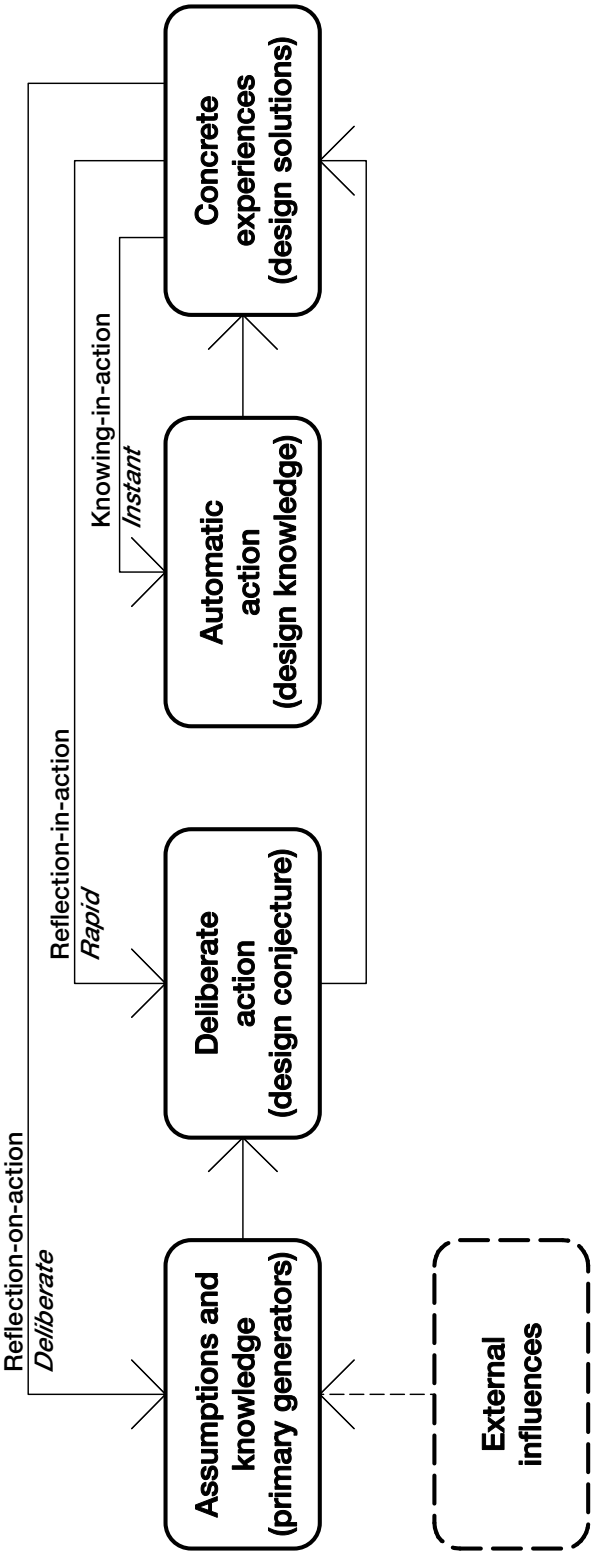 Reflection-on-action
Deliberate
Reflection-in-action
Rapid
Knowing-in-action
Instant
Assumptions and
knowledge
(primary generators)
Deliberate
action
(design conjecture)
Automatic
action
(design knowledge)
Concrete
experiences
(design solutions)
External
influences